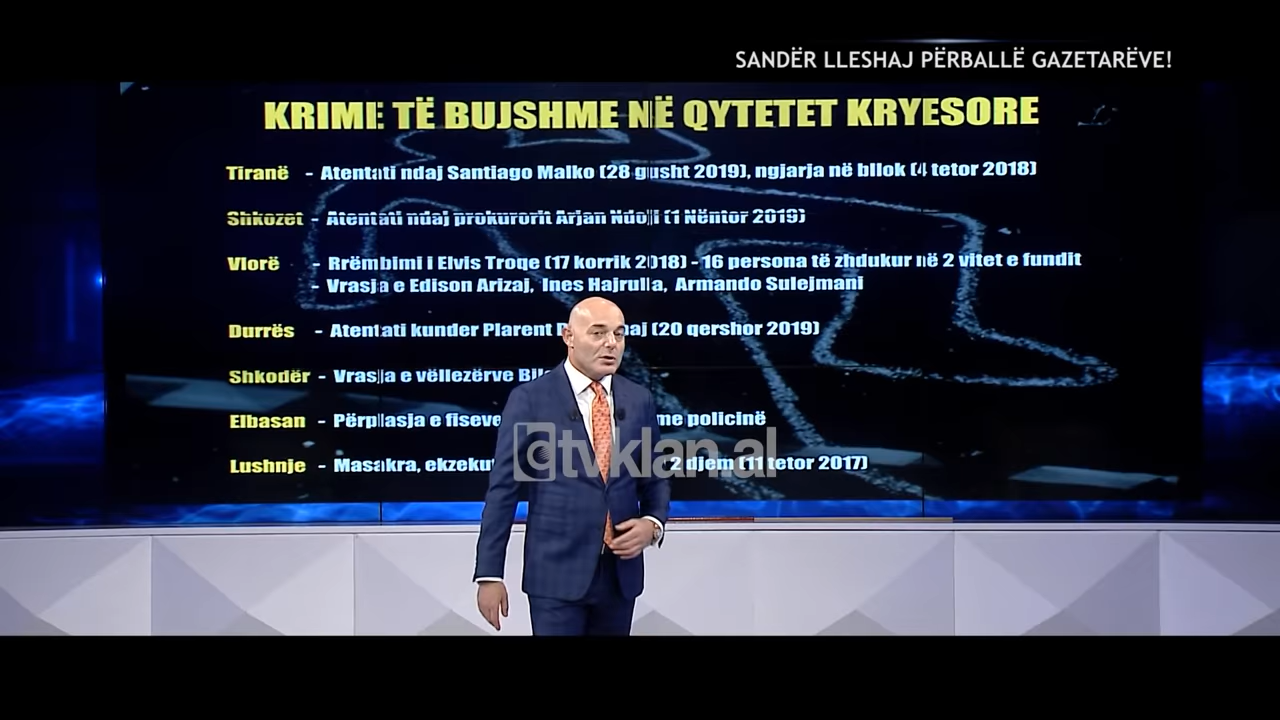 SANDËR LLESHAJ PËRBALLË GAZETARËVE!
KRIME TË BUJSHME NË QYTETET KRYESORE
Tiranë - Atentati ndaj Santiago Malko (28 gusht 2019), ngjarja në bllok (4 tetor 2018)
Shkozet - Atentati ndaj prokurorit Arjan Ndoji (1 Nëntor 2019)
Vlorë - Rrëmbimi i Elvis Troqe (17 korrik 2018) - 16 persona të zhdukur në 2 vitet e fundit
- Vrasja e Edison Arizaj, Ines Hajrulla, Armando Sulejmani
Durrës - Atentati kunder Plarent (20 qershor 2019)
Shkodër - Vrasja e vëllezërve
Elbasan - Përplasja e fiseve me policinë
Lushnje - Masakra, 2 djem (11 tetor 2017)
tvklan.al